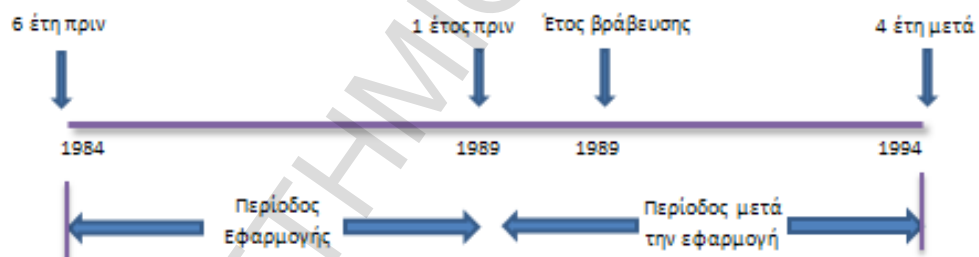 6 έτη πριν 1 έτος πριν Έτος βράβευσης 4 έτη μετά
1984 1989 1989 1994
Περίοδος Εφαρμογής
Περίοδος μετά την εφαρμογή